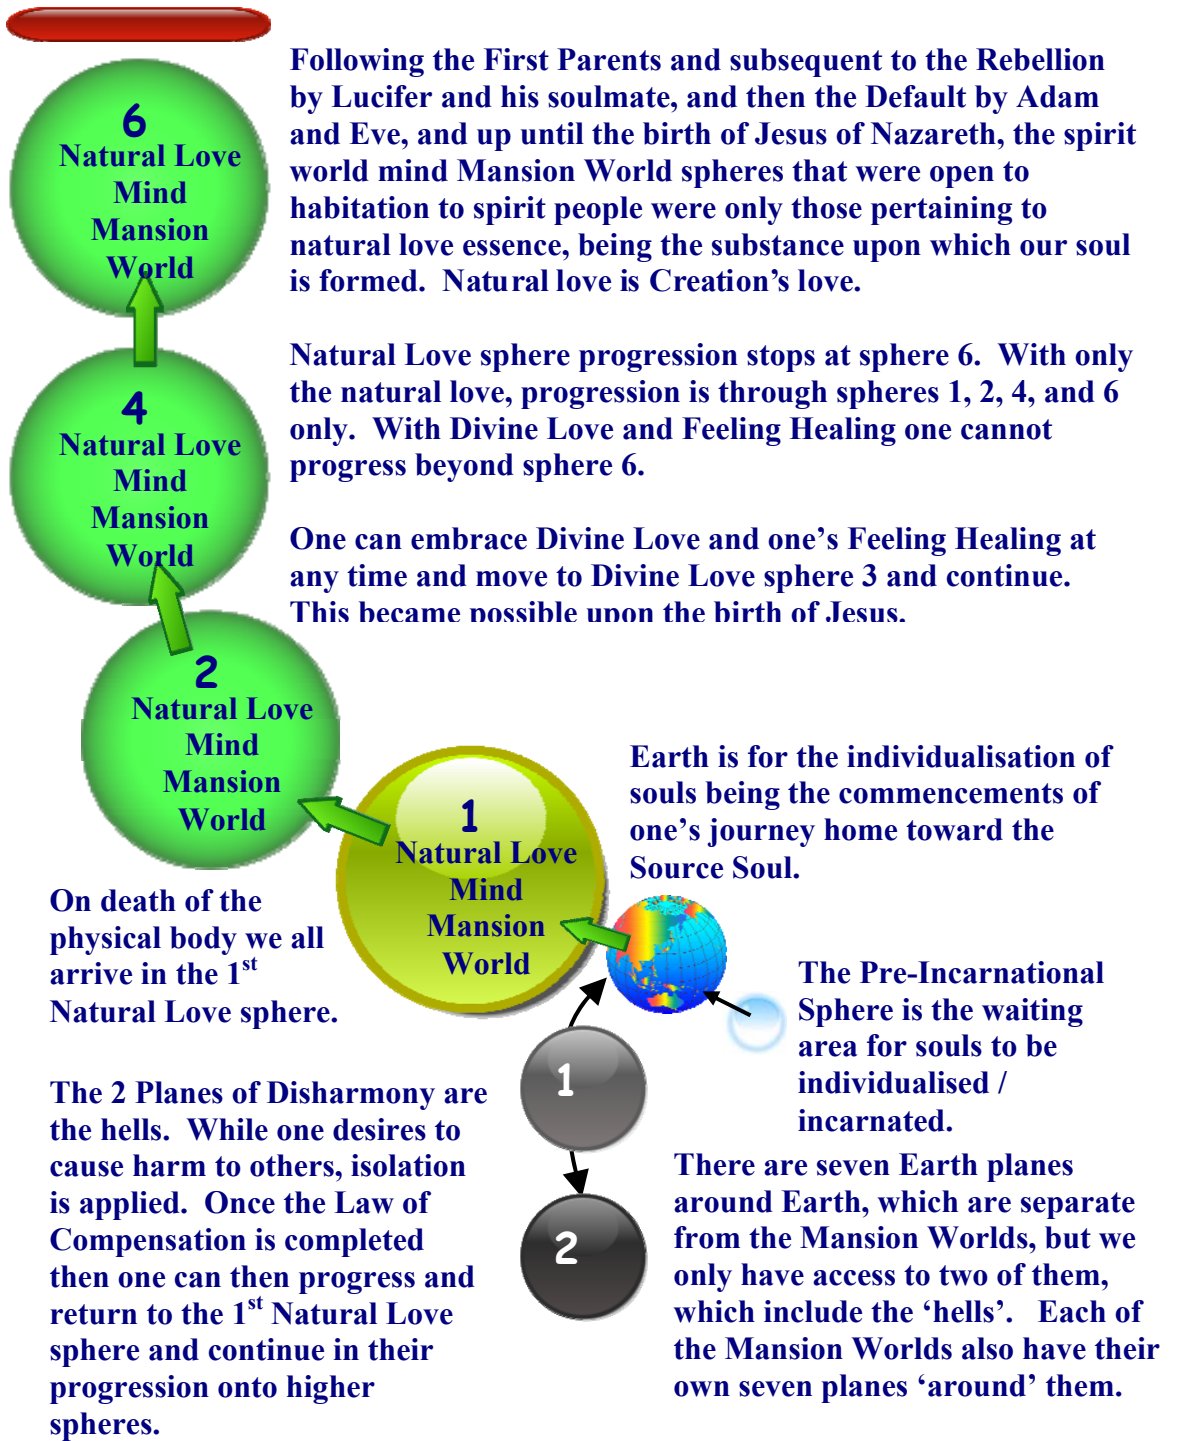 Following the First Parents and subsequent to the Rebellion
by Lucifer and his soulmate, and then the Default by Adam
and Eve, and up until the birth of Jesus of Nazareth, the spirit
world mind Mansion World spheres that were open to
habitation to spirit people were only those pertaining to
natural love essence, being the substance upon which our soul
is formed.  Natural love is Creation’s love.
Natural Love sphere progression stops at sphere 6.  With only
the natural love, progression is through spheres 1, 2, 4, and 6
only.  With Divine Love and Feeling Healing one cannot
progress beyond sphere 6.
One can embrace Divine Love and one’s Feeling Healing at
any time and move to Divine Love sphere 3 and continue.
This became possible upon the birth of Jesus.
6
Natural Love
Mind
Mansion
World
4
Natural Love
Mind
Mansion
World
2
Natural Love
Mind
Mansion
World
1
Natural Love
Mind
Mansion
World
Earth is for the individualisation of
souls being the commencements of
one’s journey home toward the
Source Soul.
On death of the
physical body we all
arrive in the 1st
Natural Love sphere.
The Pre-Incarnational
Sphere is the waiting
area for souls to be
individualised /
incarnated.
The 2 Planes of Disharmony are
the hells.  While one desires to
cause harm to others, isolation
is applied.  Once the Law of
Compensation is completed
then one can then progress and
return to the 1st Natural Love
sphere and continue in their
progression onto higher
spheres.
1
2
There are seven Earth planes
around Earth, which are separate
from the Mansion Worlds, but we
only have access to two of them,
which include the ‘hells’.   Each of
the Mansion Worlds also have their
own seven planes ‘around’ them.